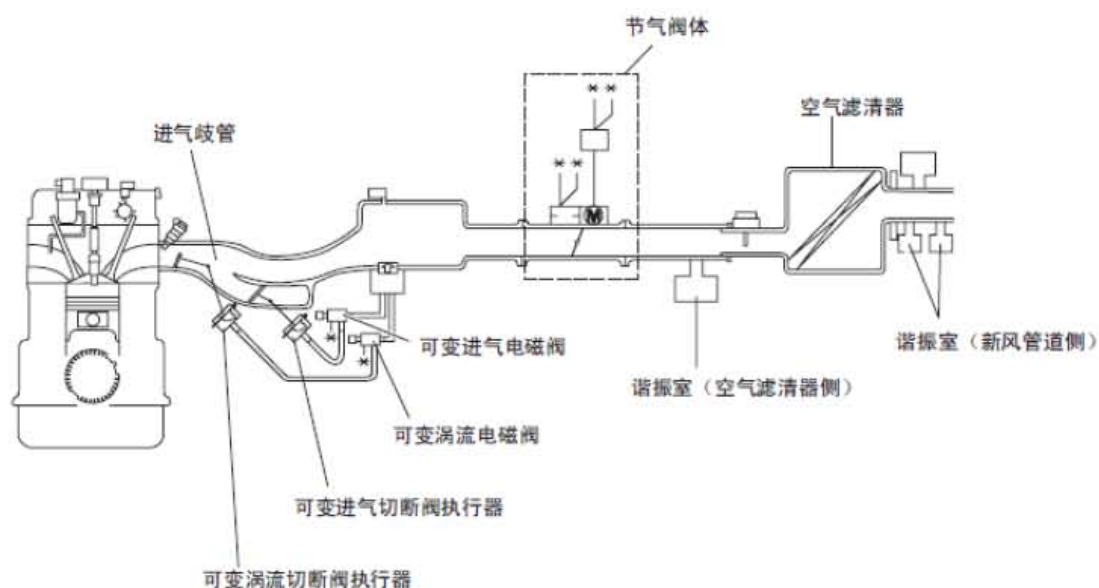 节气阀体
空气滤清器
进气歧管
M
可变进气电磁阀
谐振室（新风管道侧）
谐振室（空气滤清器侧）
可变涡流电磁阀
可变进气切断阀执行器
可变涡流切断阀执行器